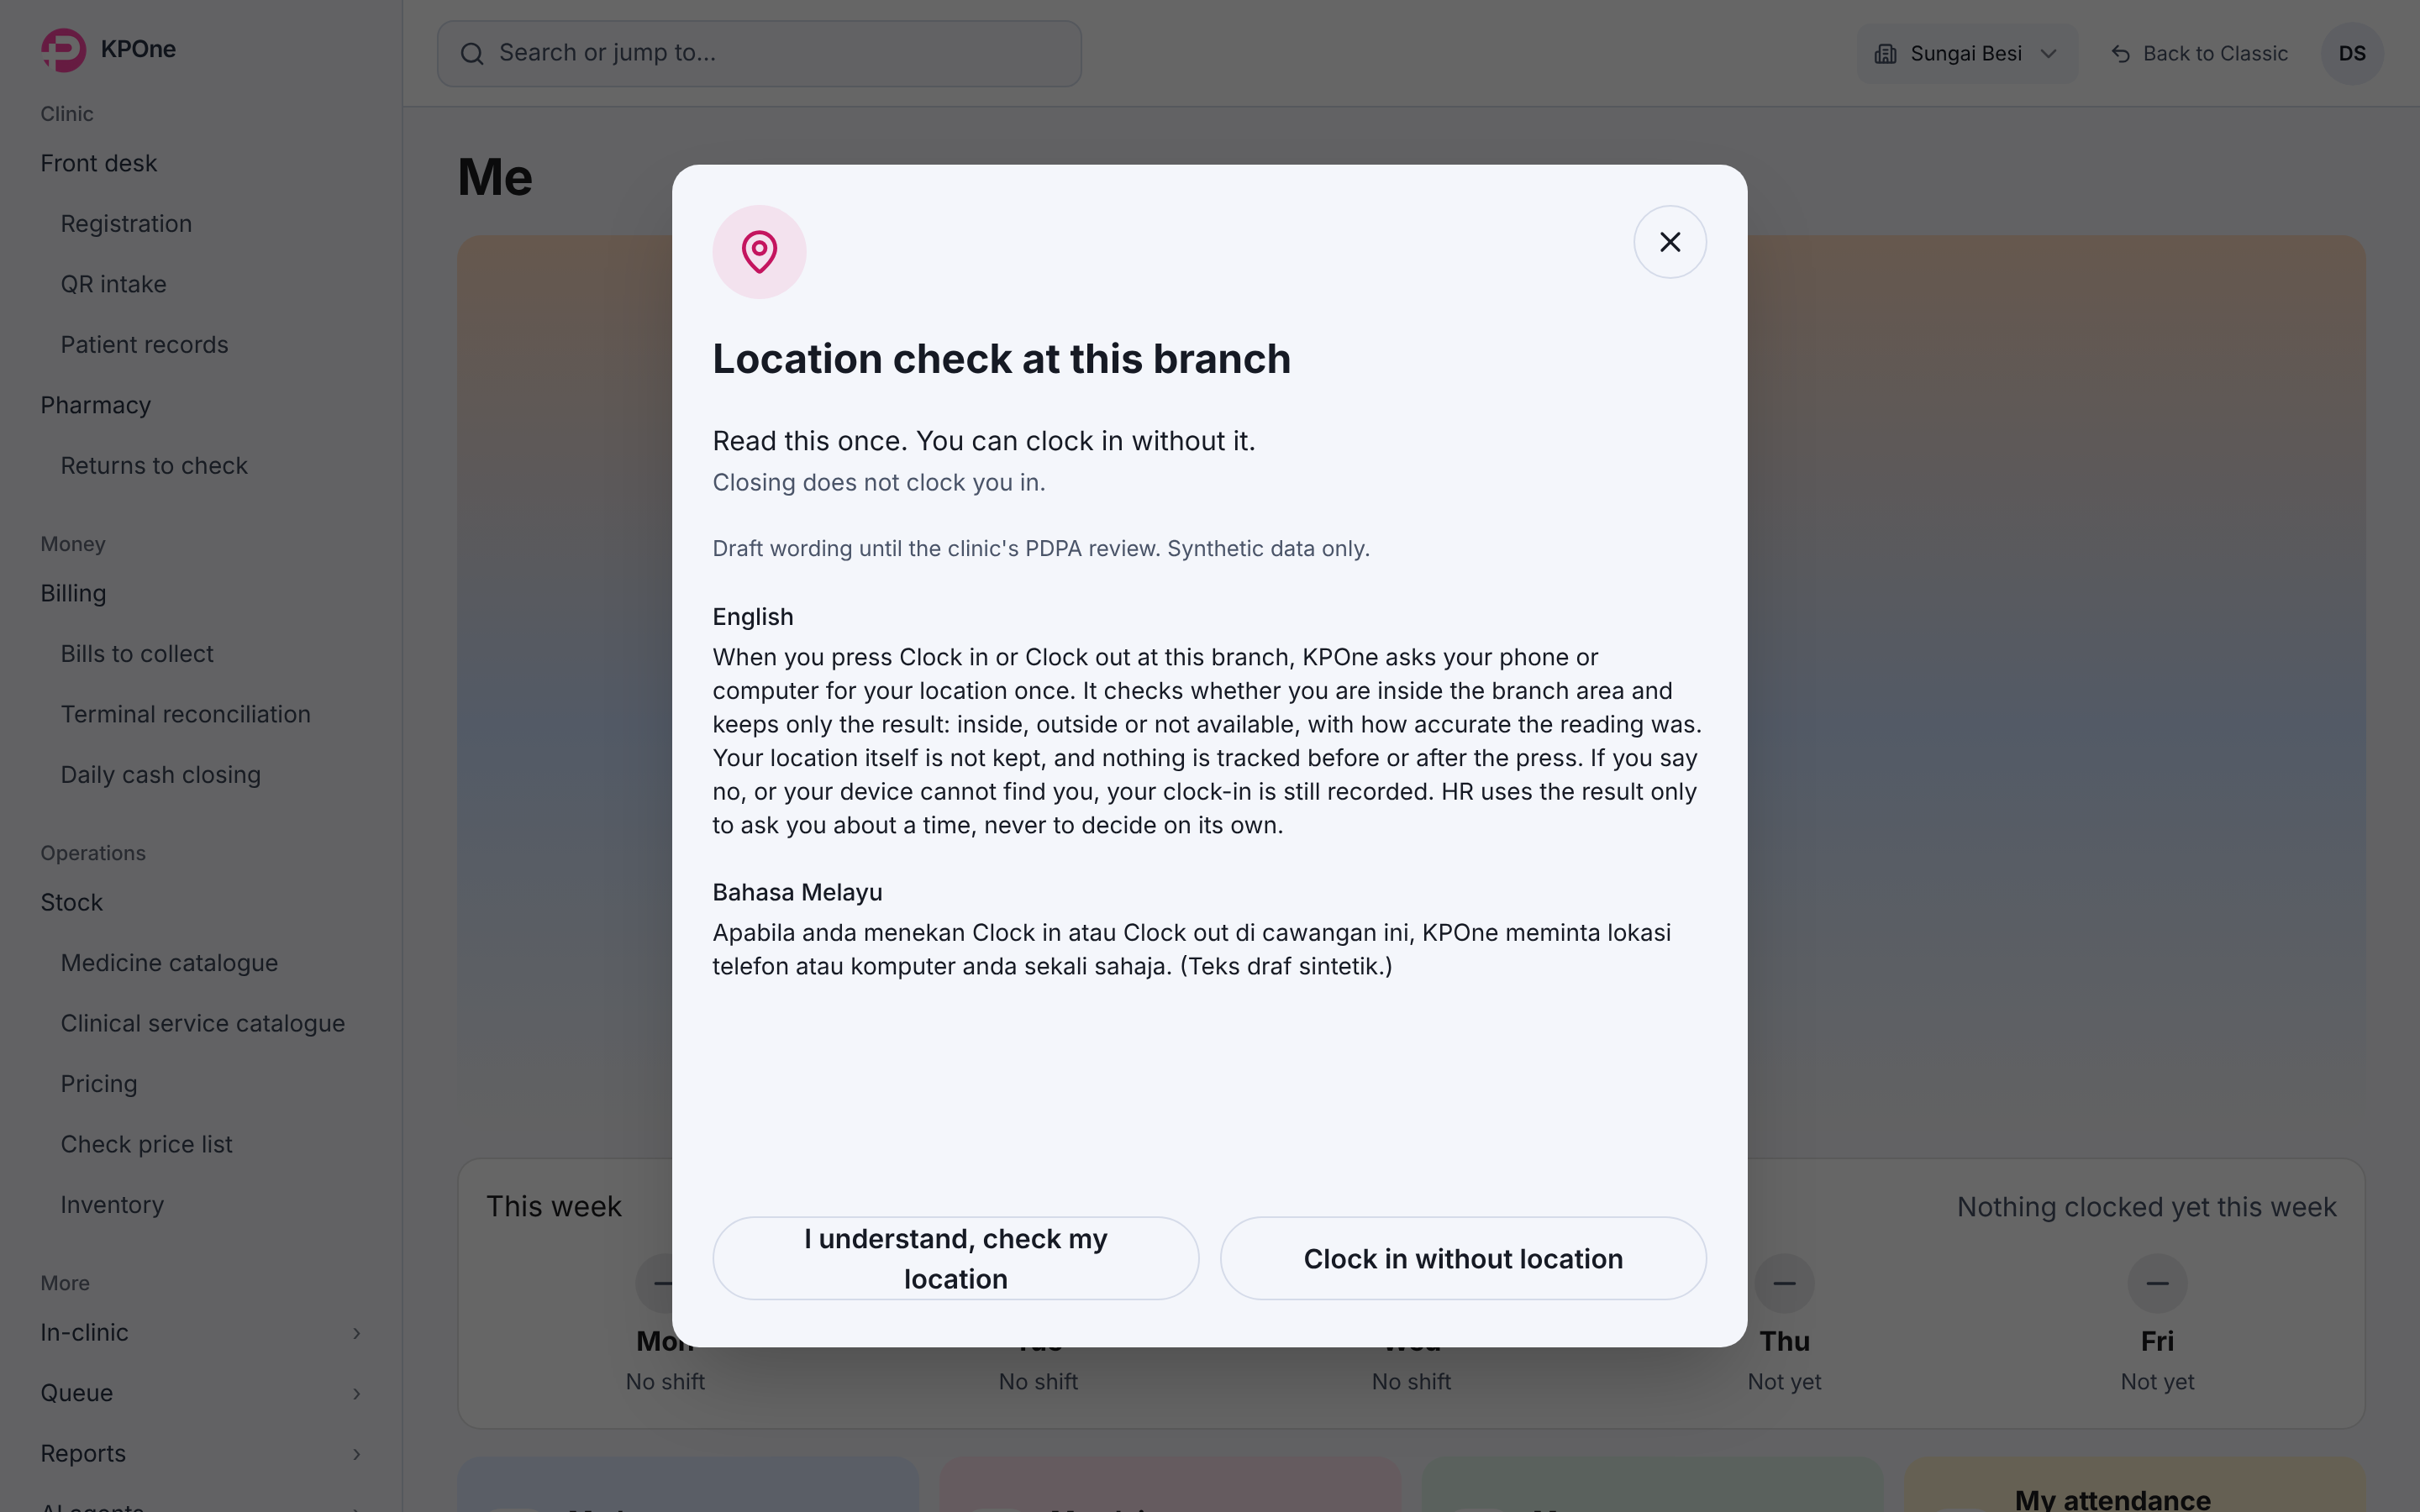 KPOne
Search or jump to...
Sungai Besi
Back to Classic
DS
Clinic
Front desk
Registration
QR intake
Patient records
Pharmacy
Returns to check
Money
Billing
Bills to collect
Terminal reconciliation
Daily cash closing
Operations
Stock
Medicine catalogue
Clinical service catalogue
Pricing
Check price list
Inventory
More
In-clinic
Queue
Reports
AI agents
Me
Location check at this branch
Read this once. You can clock in without it.
Closing does not clock you in.
Draft wording until the clinic's PDPA review. Synthetic data only.
English
When you press Clock in or Clock out at this branch, KPOne asks your phone or
computer for your location once. It checks whether you are inside the branch area and
keeps only the result: inside, outside or not available, with how accurate the reading was.
Your location itself is not kept, and nothing is tracked before or after the press. If you say
no, or your device cannot find you, your clock-in is still recorded. HR uses the result only
to ask you about a time, never to decide on its own.
Bahasa Melayu
Apabila anda menekan Clock in atau Clock out di cawangan ini, KPOne meminta lokasi
telefon atau komputer anda sekali sahaja. (Teks draf sintetik.)
I understand, check my
location
Clock in without location
This week
Nothing clocked yet this week
Mon
Tue
Wed
Thu
Fri
No shift
No shift
No shift
Not yet
Not yet
My attendance